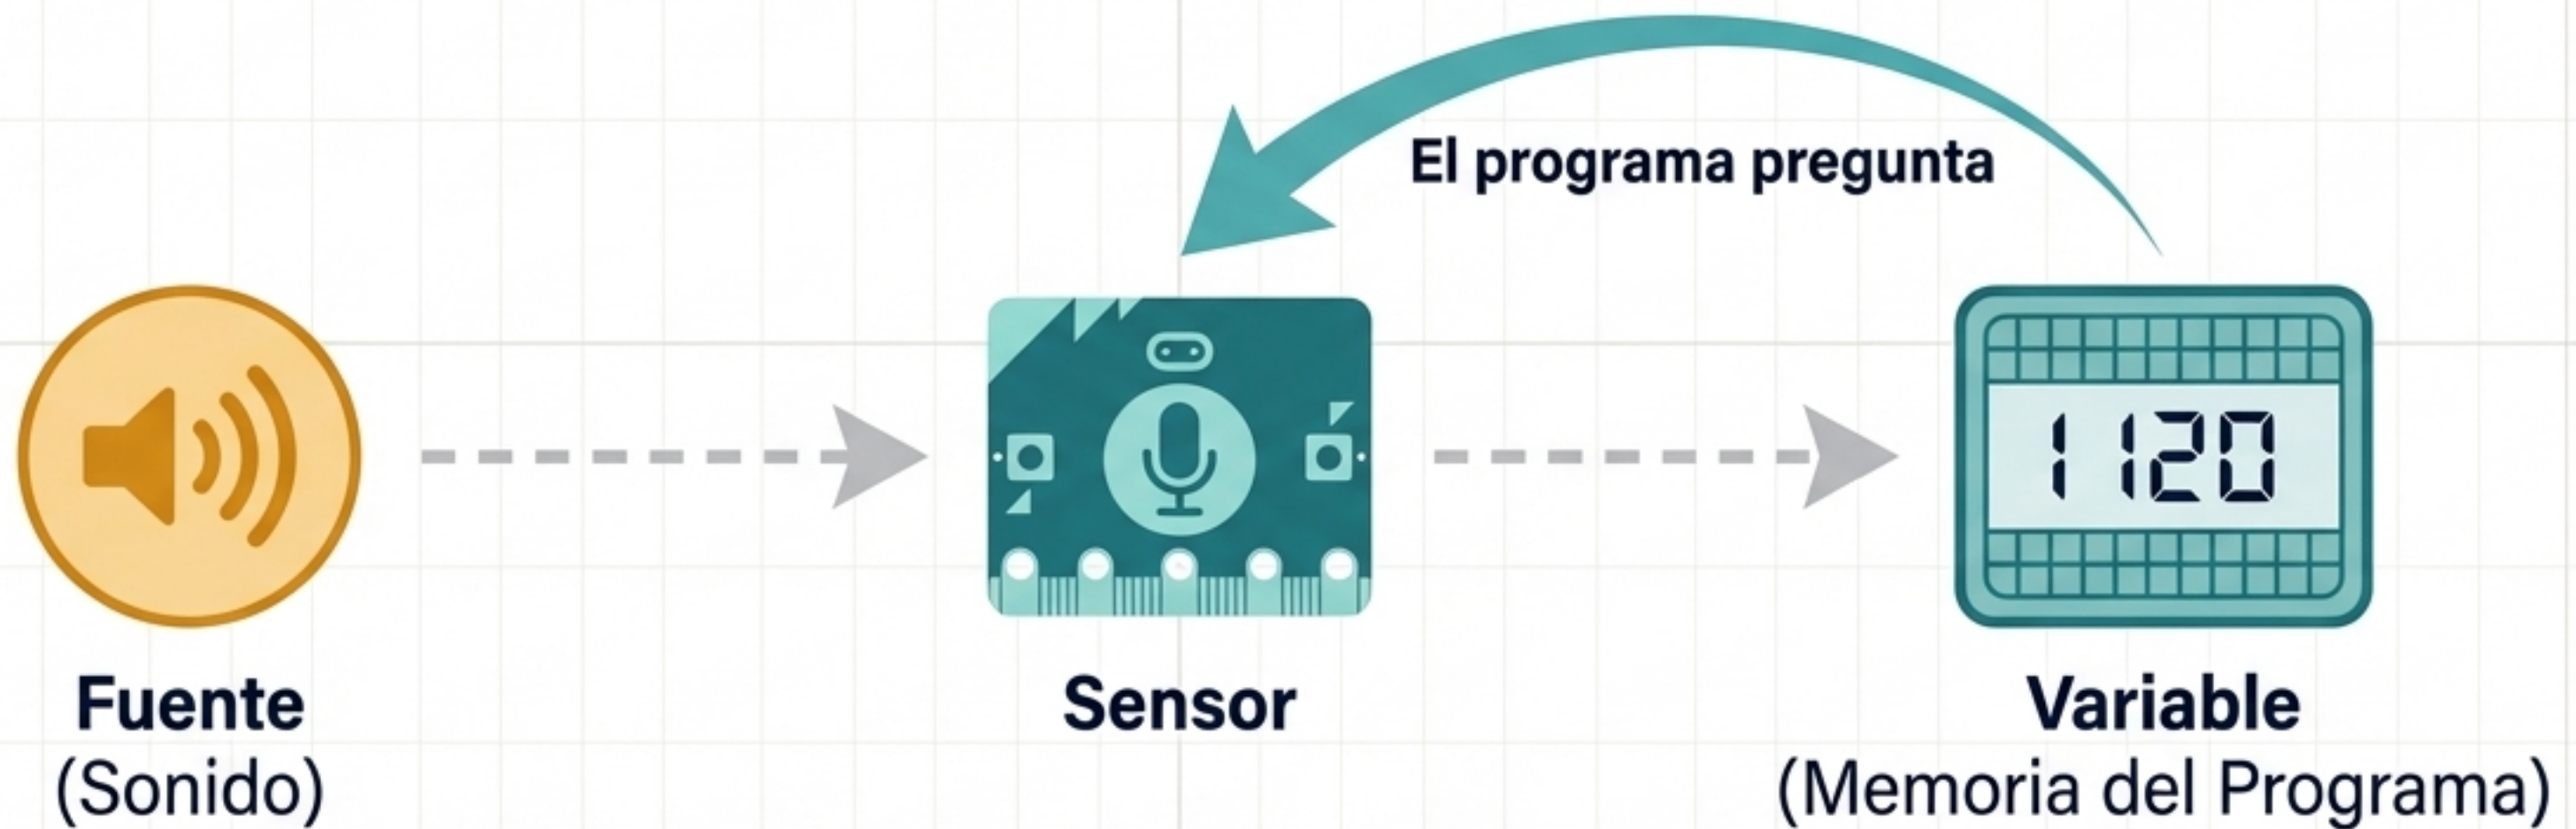 El programa pregunta
1120
Fuente
(Sonido)
Sensor
Variable
(Memoria del Programa)